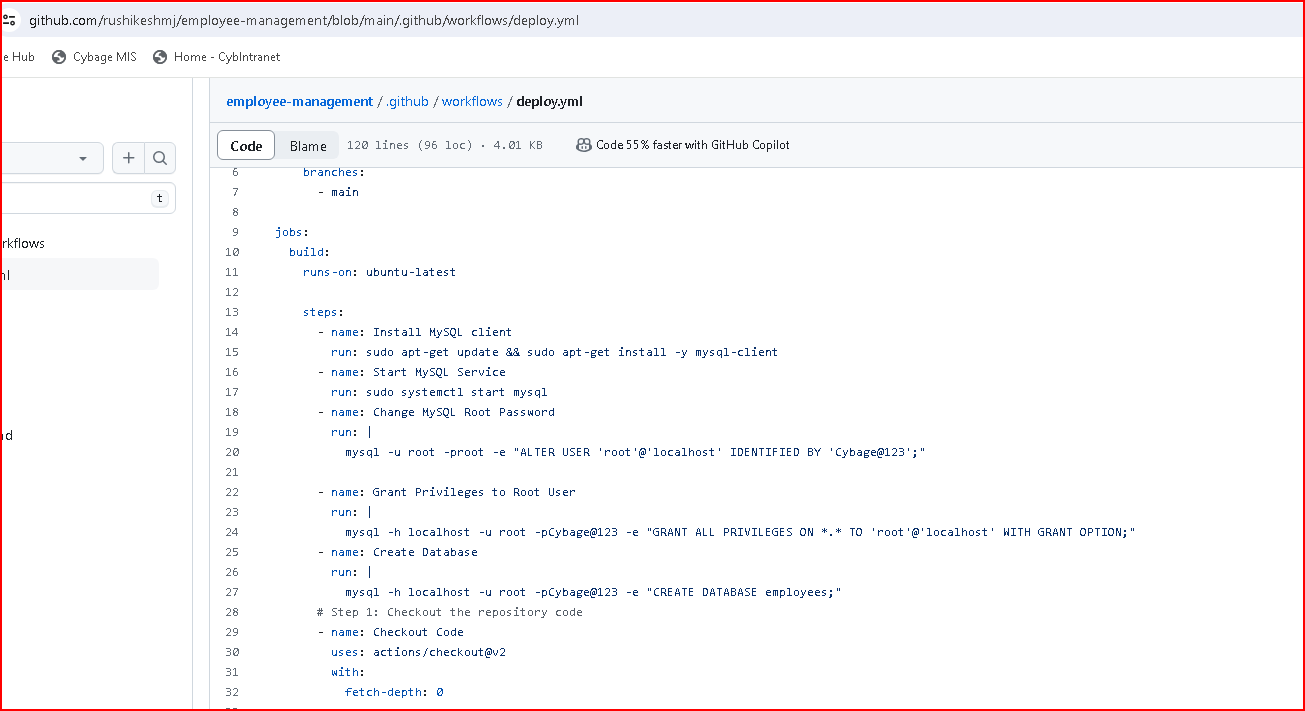 github.com/rushikeshmj/employee-management/blob/main/.github/workflows/deploy.yml
e Hub Cybage MIS Home - CybIntranet
employee-management / .github / workflows / deploy.yml
Code Blame 120 lines (96 loc) · 4.01 KB Code 55% faster with GitHub Copilot
t
rkflows
ml
nd
6 branches:
7 - main
8
9 jobs:
10 build:
11 runs-on: ubuntu-latest
12
13 steps:
14 - name: Install MySQL client
15 run: sudo apt-get update && sudo apt-get install -y mysql-client
16 - name: Start MySQL Service
17 run: sudo systemctl start mysql
18 - name: Change MySQL Root Password
19 run: |
20 mysql -u root -proot -e "ALTER USER 'root'@'localhost' IDENTIFIED BY 'Cybage@123';"
21
22 - name: Grant Privileges to Root User
23 run: |
24 mysql -h localhost -u root -pCybage@123 -e "GRANT ALL PRIVILEGES ON *.* TO 'root'@'localhost' WITH GRANT OPTION;"
25 - name: Create Database
26 run: |
27 mysql -h localhost -u root -pCybage@123 -e "CREATE DATABASE employees;"
28 # Step 1: Checkout the repository code
29 - name: Checkout Code
30 uses: actions/checkout@v2
31 with:
32 fetch-depth: 0